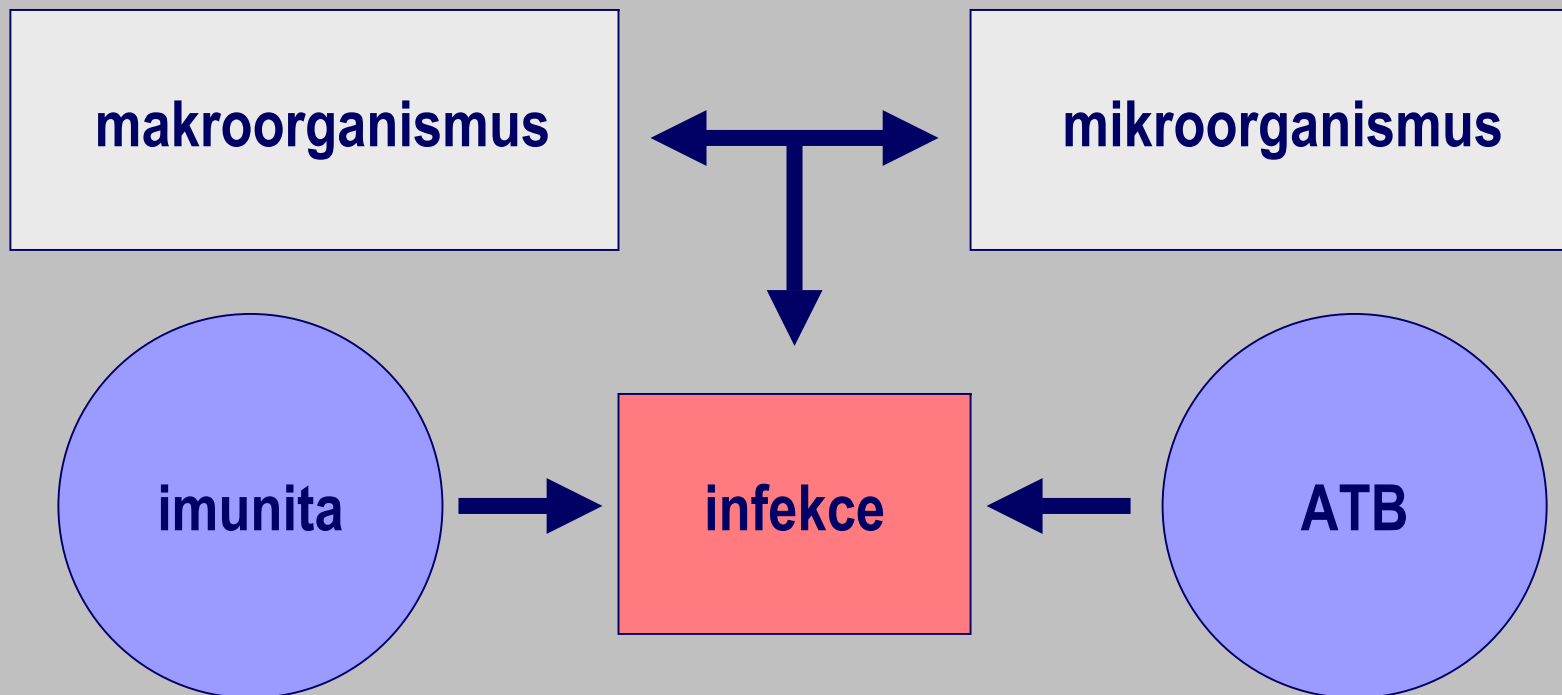 makroorganismus
mikroorganismus
imunita
infekce
ATB